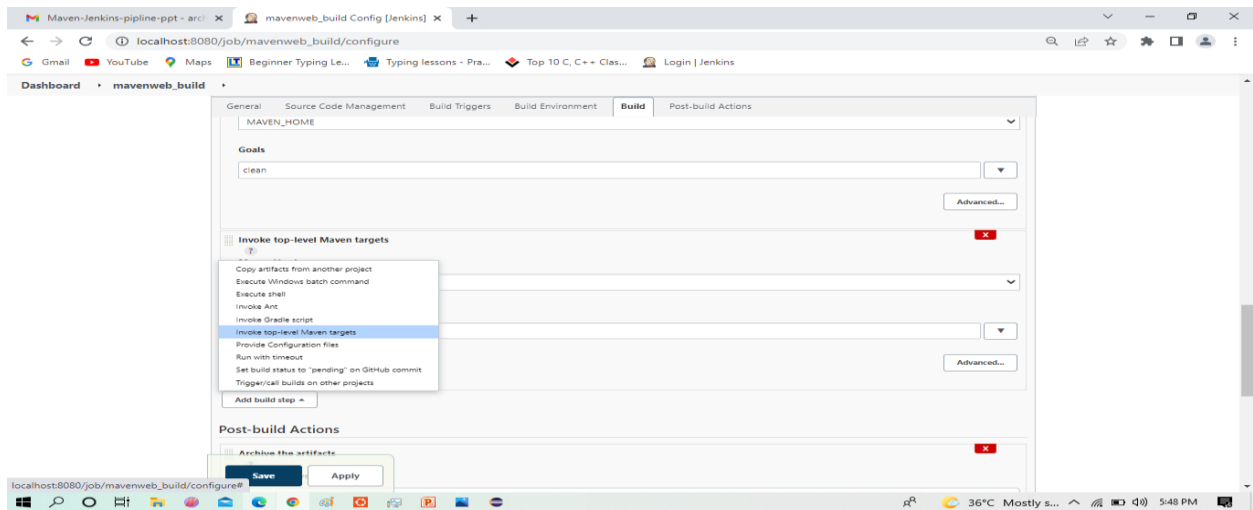 Maven-Jenkins-pipline-ppt - arch
mavenweb_build Config [Jenkins]
localhost:8080/job/mavenweb_build/configure
Gmail YouTube Maps Beginner Typing Le... Typing lessons - Pra... Top 10 C, C++ Clas... Login | Jenkins
Dashboard mavenweb_build
General Source Code Management Build Triggers Build Environment Build Post-build Actions
MAVEN_HOME
Goals
clean
Advanced...
Invoke top-level Maven targets
X
?
Copy artifacts from another project
Execute Windows batch command
Execute shell
Invoke Ant
Invoke Gradle script
Invoke top-level Maven targets
Provide Configuration files
Run with timeout
Set build status to "pending" on GitHub commit
Trigger/call builds on other projects
Advanced...
Add build step
Post-build Actions
Archive the artifacts
X
Save Apply
localhost:8080/job/mavenweb_build/configure#
36°C Mostly s... 5:48 PM